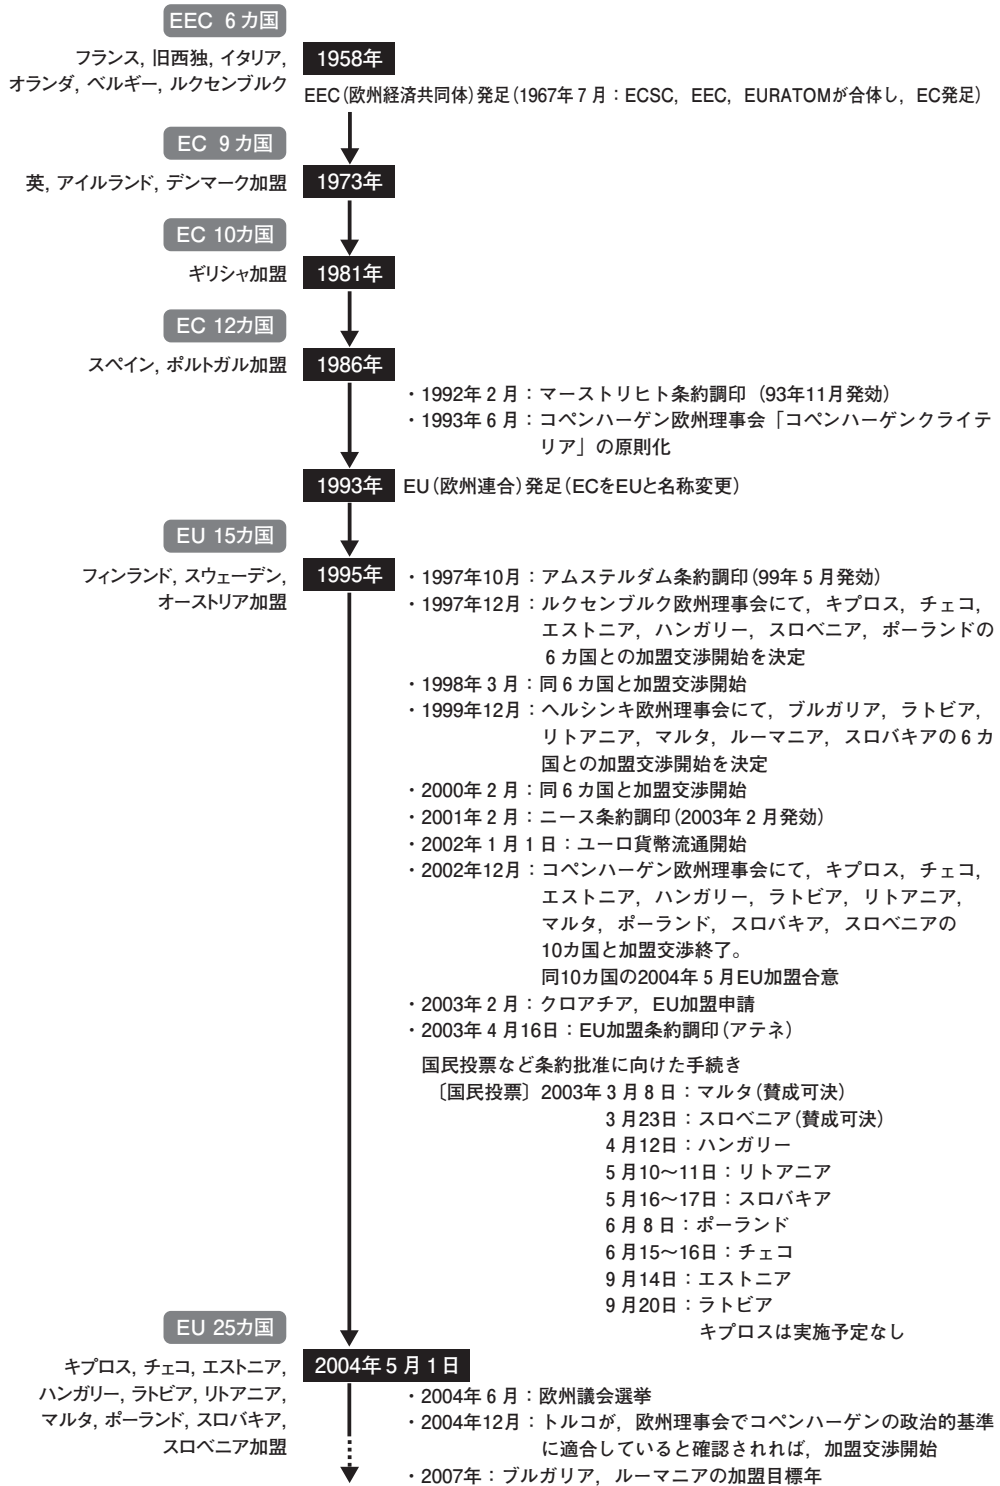 EEC 6カ国
フランス, 旧西独, イタリア,
オランダ, ベルギー, ルクセンブルク
1958年
EEC(欧州経済共同体)発足(1967年7月：ECSC，EEC，EURATOMが合体し，EC発足)
EC 9カ国
英, アイルランド, デンマーク加盟
1973年
EC 10カ国
ギリシャ加盟
1981年
EC 12カ国
スペイン, ポルトガル加盟
1986年
・1992年2月：マーストリヒト条約調印（93年11月発効）
・1993年6月：コペンハーゲン欧州理事会「コペンハーゲンクライテ
リア」の原則化
1993年
EU(欧州連合)発足(ECをEUと名称変更)
EU 15カ国
フィンランド, スウェーデン,
オーストリア加盟
1995年
・1997年10月：アムステルダム条約調印(99年5月発効)
・1997年12月：ルクセンブルク欧州理事会にて，キプロス，チェコ，
エストニア，ハンガリー，スロベニア，ポーランドの
6カ国との加盟交渉開始を決定
・1998年3月：同6カ国と加盟交渉開始
・1999年12月：ヘルシンキ欧州理事会にて，ブルガリア，ラトビア，
リトアニア，マルタ，ルーマニア，スロバキアの6カ
国との加盟交渉開始を決定
・2000年2月：同6カ国と加盟交渉開始
・2001年2月：ニース条約調印(2003年2月発効)
・2002年1月1日：ユーロ貨幣流通開始
・2002年12月：コペンハーゲン欧州理事会にて，キプロス，チェコ，
エストニア，ハンガリー，ラトビア，リトアニア，
マルタ，ポーランド，スロバキア，スロベニアの
10カ国と加盟交渉終了。
同10カ国の2004年5月EU加盟合意
・2003年2月：クロアチア，EU加盟申請
・2003年4月16日：EU加盟条約調印(アテネ)
国民投票など条約批准に向けた手続き
〔国民投票〕2003年3月8日：マルタ(賛成可決)
3月23日：スロベニア(賛成可決)
4月12日：ハンガリー
5月10〜11日：リトアニア
5月16〜17日：スロバキア
6月8日：ポーランド
6月15〜16日：チェコ
9月14日：エストニア
9月20日：ラトビア
キプロスは実施予定なし
EU 25カ国
キプロス, チェコ, エストニア,
ハンガリー, ラトビア, リトアニア,
マルタ, ポーランド, スロバキア,
スロベニア加盟
2004年5月1日
・2004年6月：欧州議会選挙
・2004年12月：トルコが，欧州理事会でコペンハーゲンの政治的基準
に適合していると確認されれば，加盟交渉開始
・2007年：ブルガリア，ルーマニアの加盟目標年